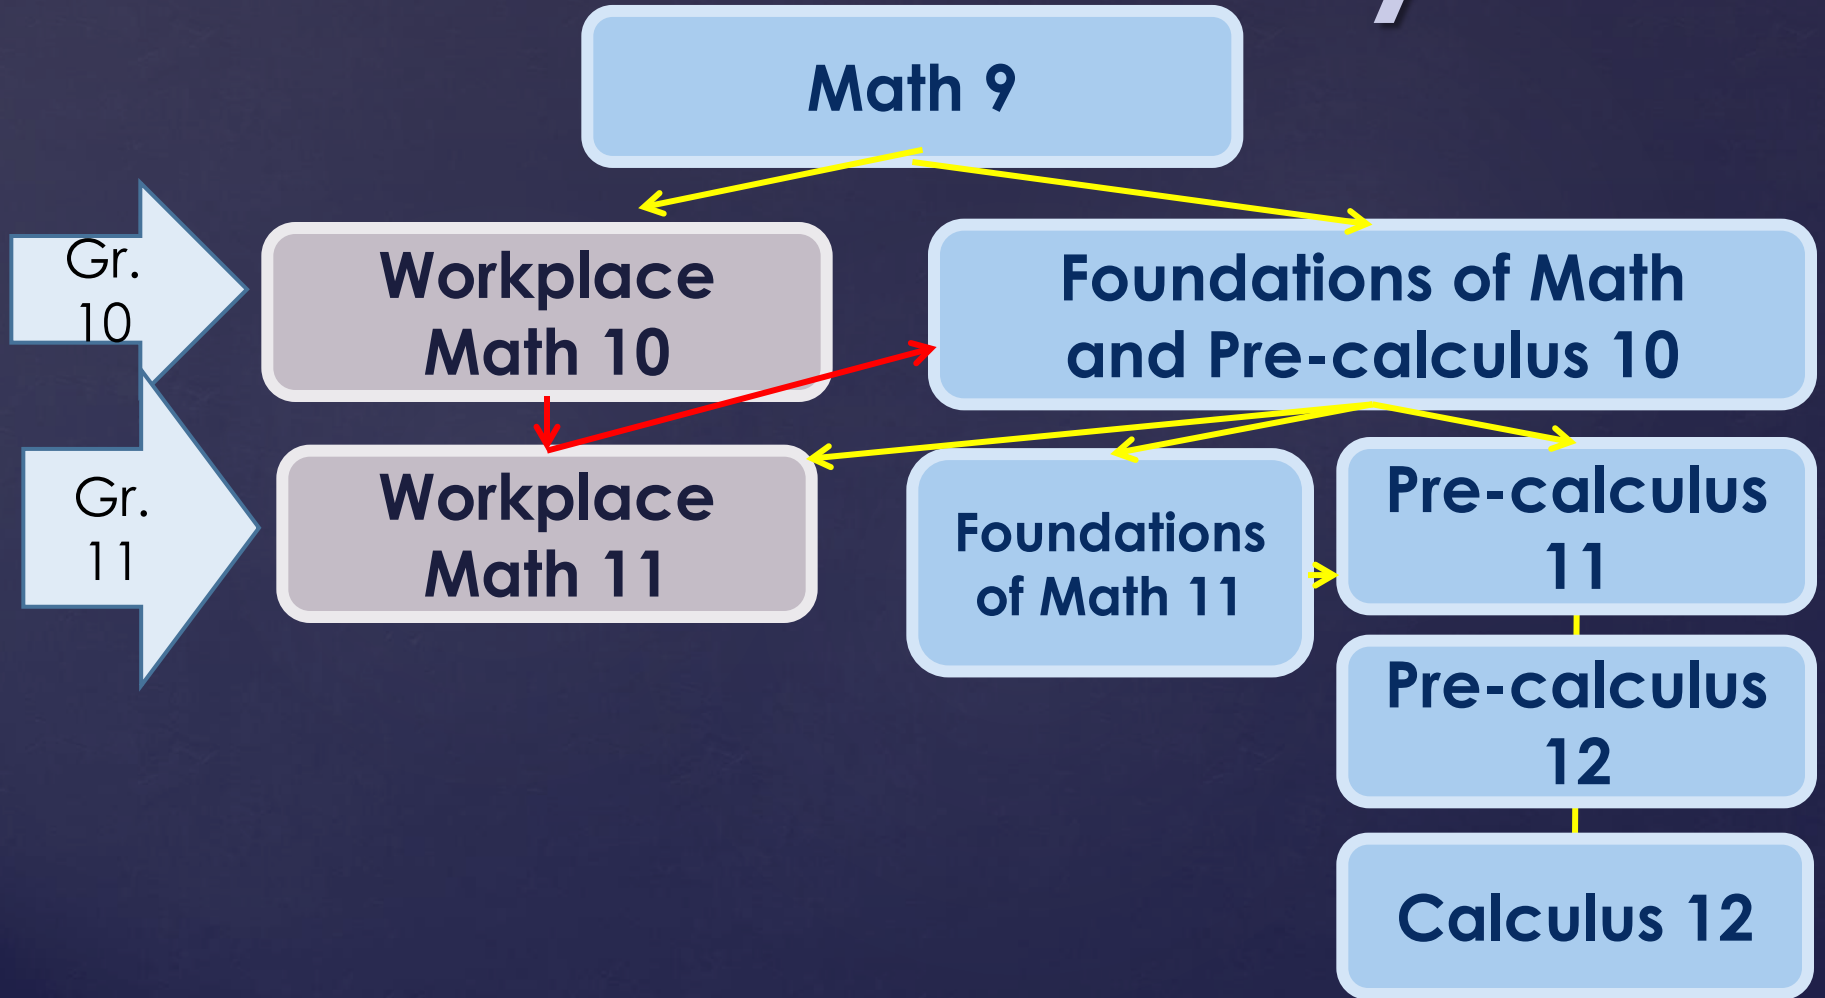 Math 9
Gr.
10
Workplace
Math 10
Foundations of Math
and Pre-calculus 10
Gr.
11
Workplace
Math 11
Foundations
of Math 11
Pre-calculus
11
Pre-calculus
12
Calculus 12